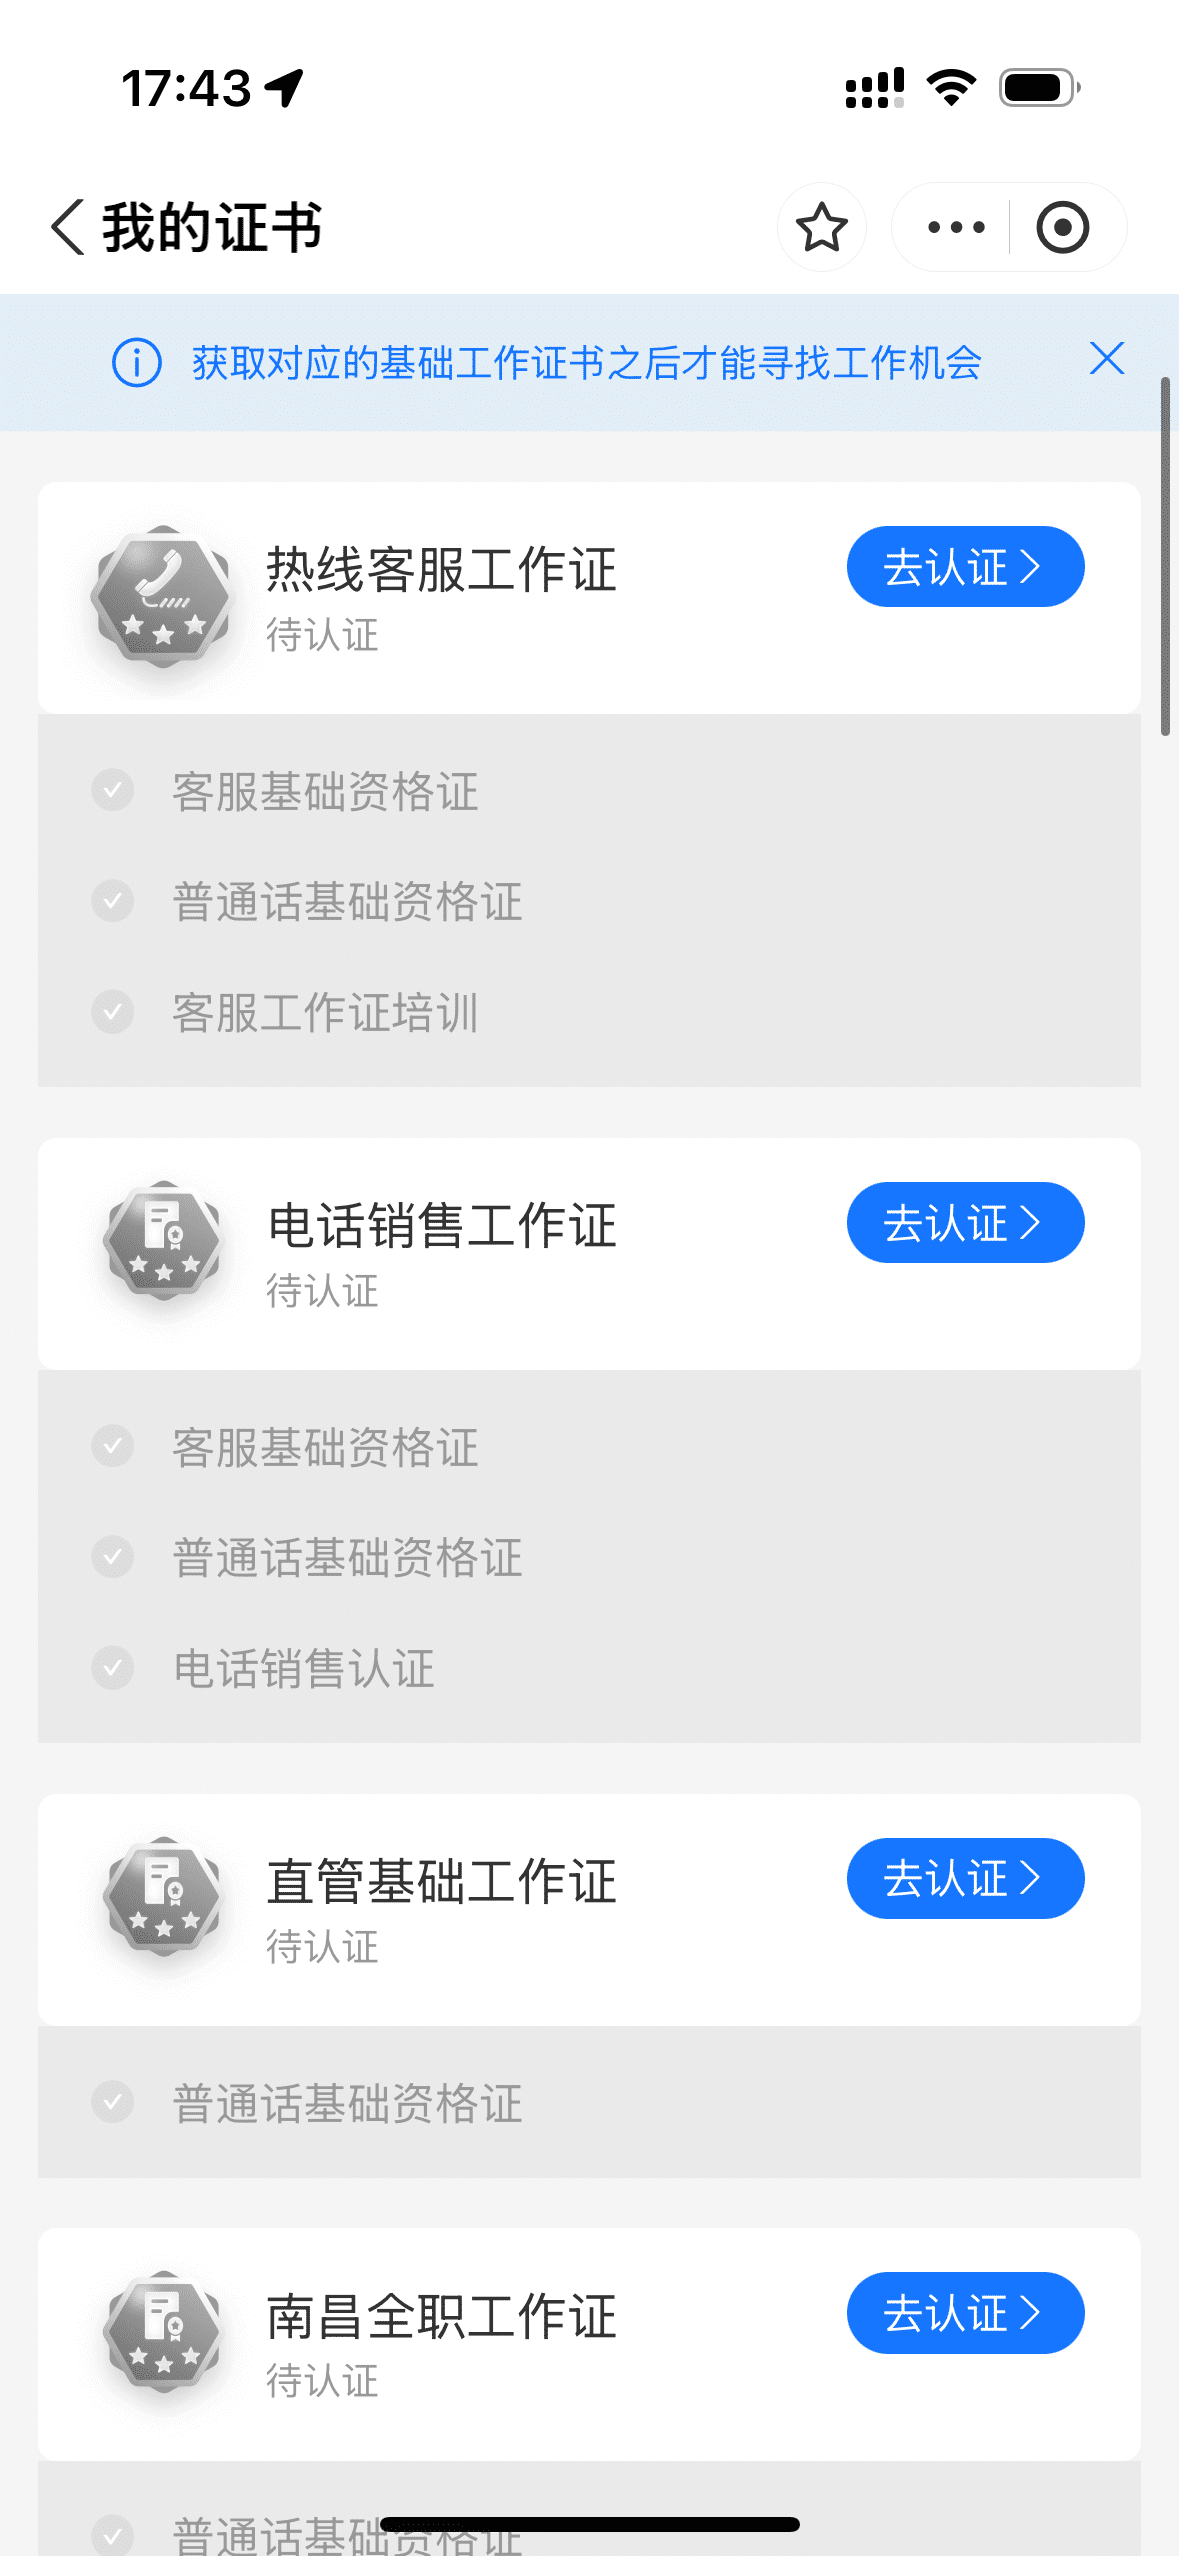 17:43
我的证书
获取对应的基础工作证书之后才能寻找工作机会
热线客服工作证
去认证
待认证
客服基础资格证
普通话基础资格证
客服工作证培训
电话销售工作证
去认证
待认证
客服基础资格证
普通话基础资格证
电话销售认证
直管基础工作证
去认证
待认证
普通话基础资格证
南昌全职工作证
去认证
待认证
普通话基础资格证